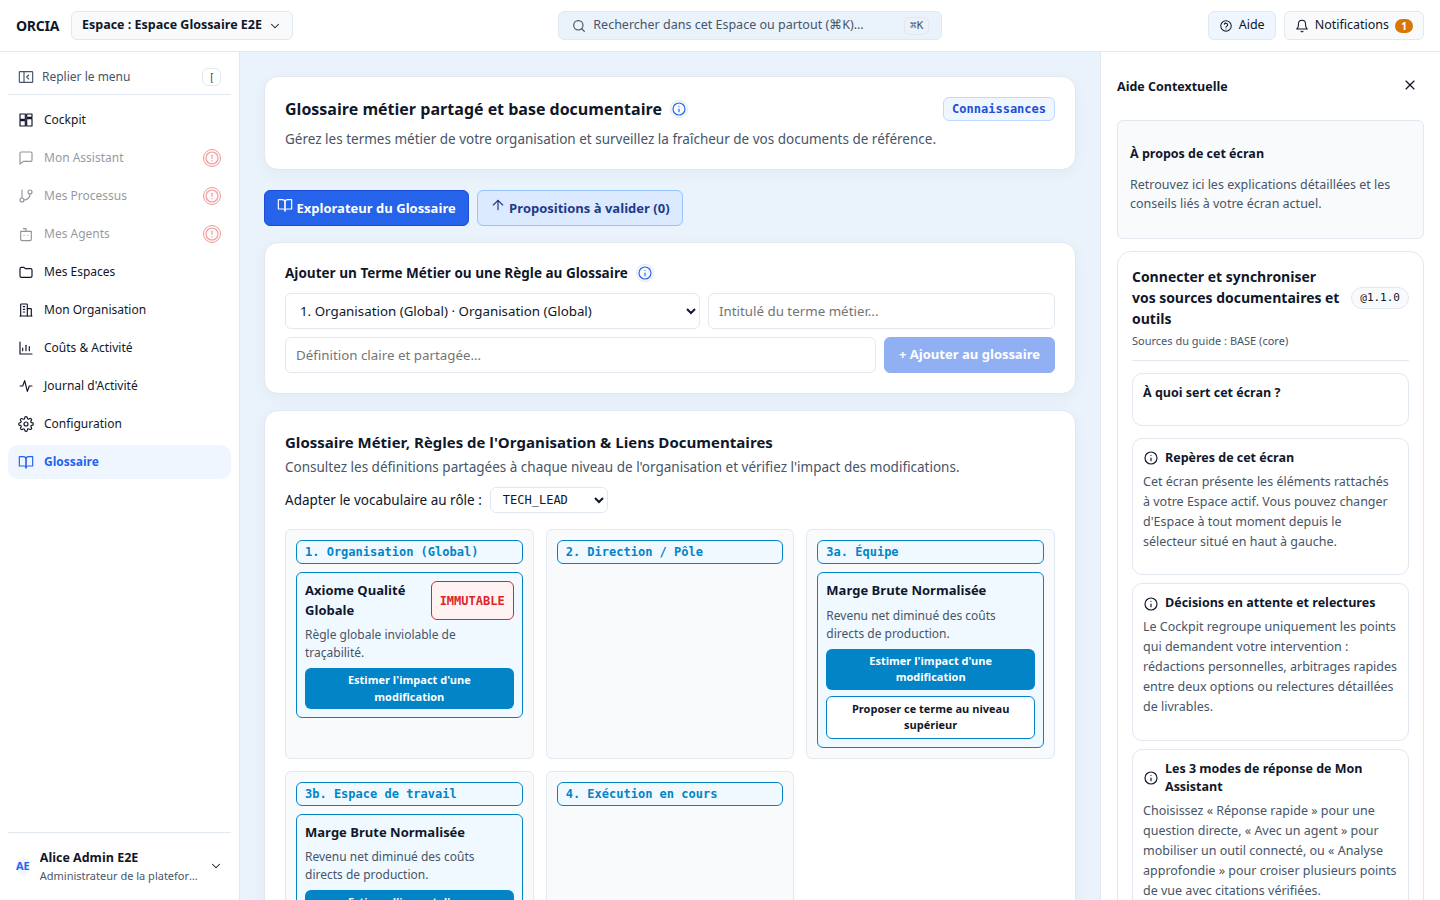 ORCIA
Espace : Espace Glossaire E2E
Rechercher dans cet Espace ou partout (⌘K)...
⌘K
Aide
Notifications 1
Replier le menu
[
Cockpit
Mon Assistant
Mes Processus
Mes Agents
Mes Espaces
Mon Organisation
Coûts & Activité
Journal d'Activité
Configuration
Glossaire
AE
Alice Admin E2E
Administrateur de la platefor...
Glossaire métier partagé et base documentaire
Connaissances
Gérez les termes métier de votre organisation et surveillez la fraîcheur de vos documents de référence.
Explorateur du Glossaire
Propositions à valider (0)
Ajouter un Terme Métier ou une Règle au Glossaire
1. Organisation (Global) · Organisation (Global)
Intitulé du terme métier...
Définition claire et partagée...
+ Ajouter au glossaire
Glossaire Métier, Règles de l'Organisation & Liens Documentaires
Consultez les définitions partagées à chaque niveau de l'organisation et vérifiez l'impact des modifications.
Adapter le vocabulaire au rôle :
TECH_LEAD
1. Organisation (Global)
Axiome Qualité
Globale
IMMUTABLE
Règle globale inviolable de
traçabilité.
Estimer l'impact d'une
modification
2. Direction / Pôle
3a. Équipe
Marge Brute Normalisée
Revenu net diminué des coûts
directs de production.
Estimer l'impact d'une
modification
Proposer ce terme au niveau
supérieur
3b. Espace de travail
Marge Brute Normalisée
Revenu net diminué des coûts
directs de production.
4. Exécution en cours
Aide Contextuelle
À propos de cet écran
Retrouvez ici les explications détaillées et les
conseils liés à votre écran actuel.
Connecter et synchroniser
vos sources documentaires et
outils
@1.1.0
Sources du guide : BASE (core)
À quoi sert cet écran ?
Repères de cet écran
Cet écran présente les éléments rattachés
à votre Espace actif. Vous pouvez changer
d'Espace à tout moment depuis le
sélecteur situé en haut à gauche.
Décisions en attente et relectures
Le Cockpit regroupe uniquement les points
qui demandent votre intervention :
rédactions personnelles, arbitrages rapides
entre deux options ou relectures détaillées
de livrables.
Les 3 modes de réponse de Mon
Assistant
Choisissez « Réponse rapide » pour une
question directe, « Avec un agent » pour
mobiliser un outil connecté, ou « Analyse
approfondie » pour croiser plusieurs points
de vue avec citations vérifiées.